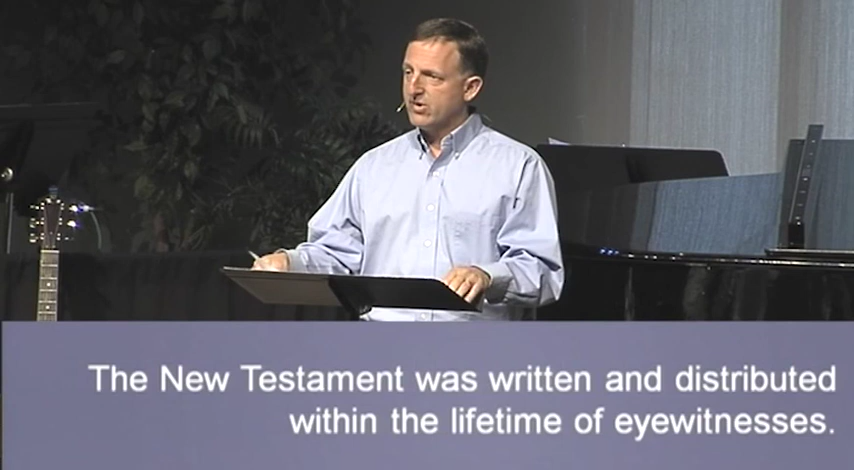 The New Testament was written and distributed
within the lifetime of eyewitnesses.